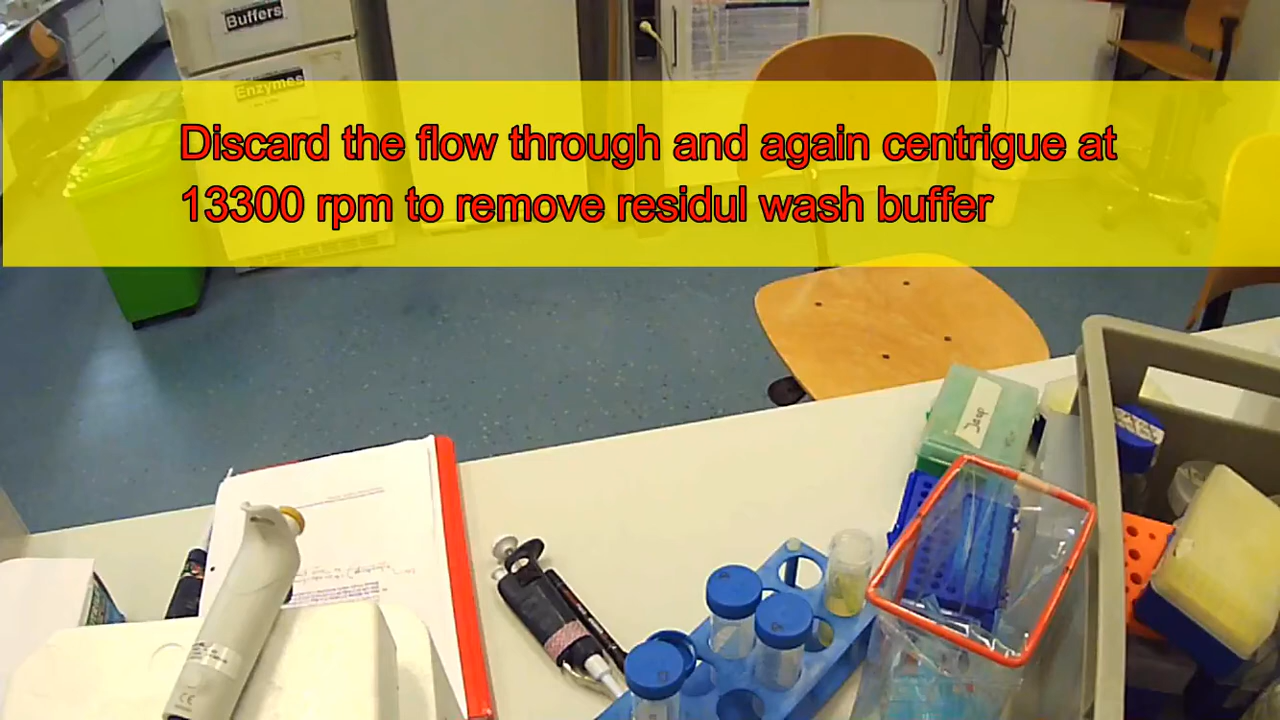 Buffers
Enzymes
Discard the flow through and again centrigue at
13300 rpm to remove residul wash buffer